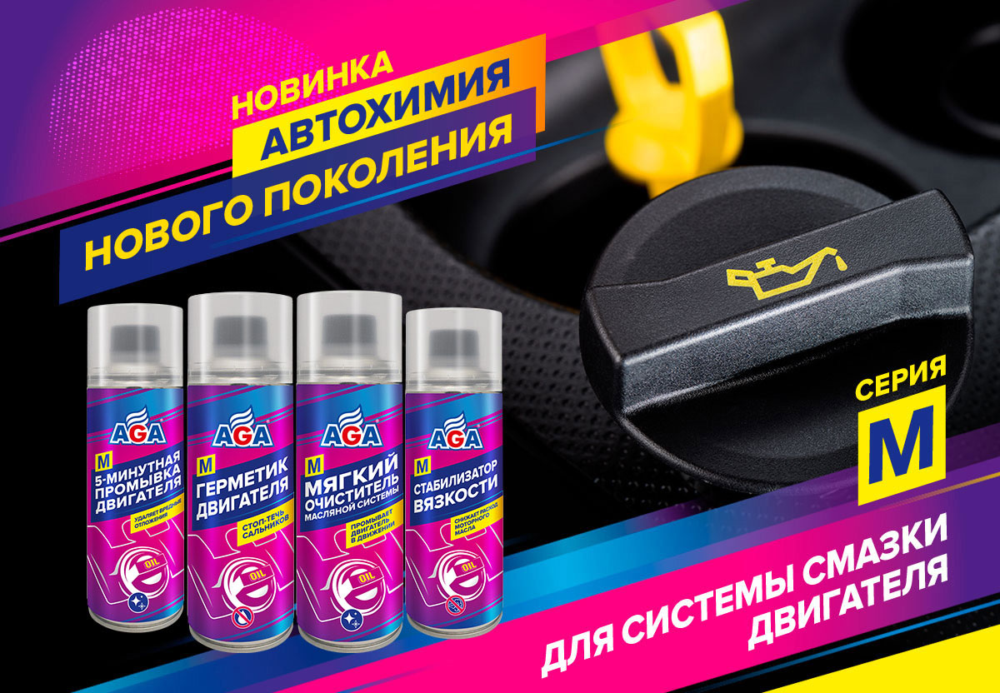 НОВИНКА
АВТОХИМИЯ
НОВОГО ПОКОЛЕНИЯ
AGA
M
5-МИНУТНАЯ
ПРОМЫВКА
ДВИГАТЕЛЯ
УДАЛЯЕТ ВРЕДНЫЕ
ОТЛОЖЕНИЯ
OIL
AGA
M
ГЕРМЕТИК
ДВИГАТЕЛЯ
СТОП-ТЕЧЬ
САЛЬНИКОВ
OIL
AGA
M
МЯГКИЙ
ОЧИСТИТЕЛЬ
МАСЛЯНОЙ СИСТЕМЫ
ПРОМЫВАЕТ
ДВИГАТЕЛЬ
В ДВИЖЕНИИ
OIL
AGA
M
СТАБИЛИЗАТОР
ВЯЗКОСТИ
СНИЖАЕТ РАСХОД
МОТОРНОГО
МАСЛА
OIL
СЕРИЯ
M
ДЛЯ СИСТЕМЫ СМАЗКИ
ДВИГАТЕЛЯ